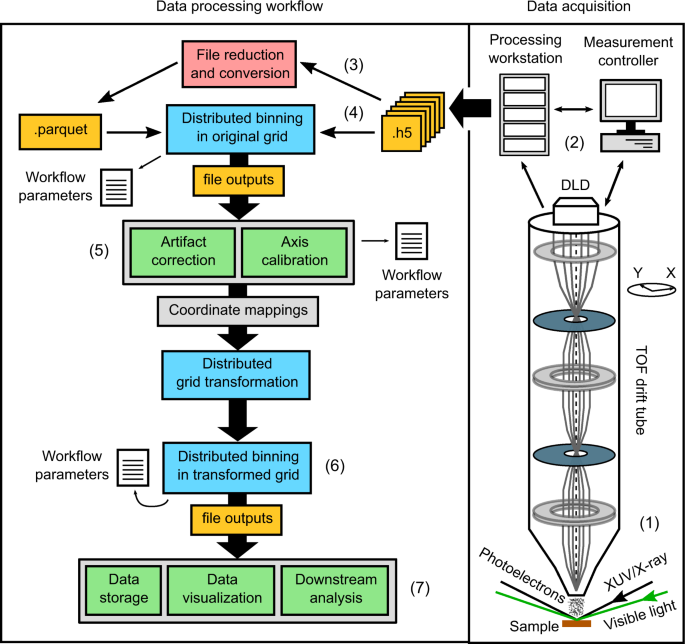 Data processing workflow
Data acquisition
File reduction
and conversion
(3)
(4)
.parquet
Distributed binning
in original grid
.h5
Workflow
parameters
file outputs
(5)
Artifact
correction
Axis
calibration
Workflow
parameters
Coordinate mappings
Distributed
grid transformation
Workflow
parameters
Distributed binning
in transformed grid
(6)
file outputs
Data
storage
Data
visualization
Downstream
analysis
(7)
Processing
workstation
Measurement
controller
(2)
DLD
Y
X
TOF drift tube
(1)
Photoelectrons
XUV/X-ray
Visible light
Sample